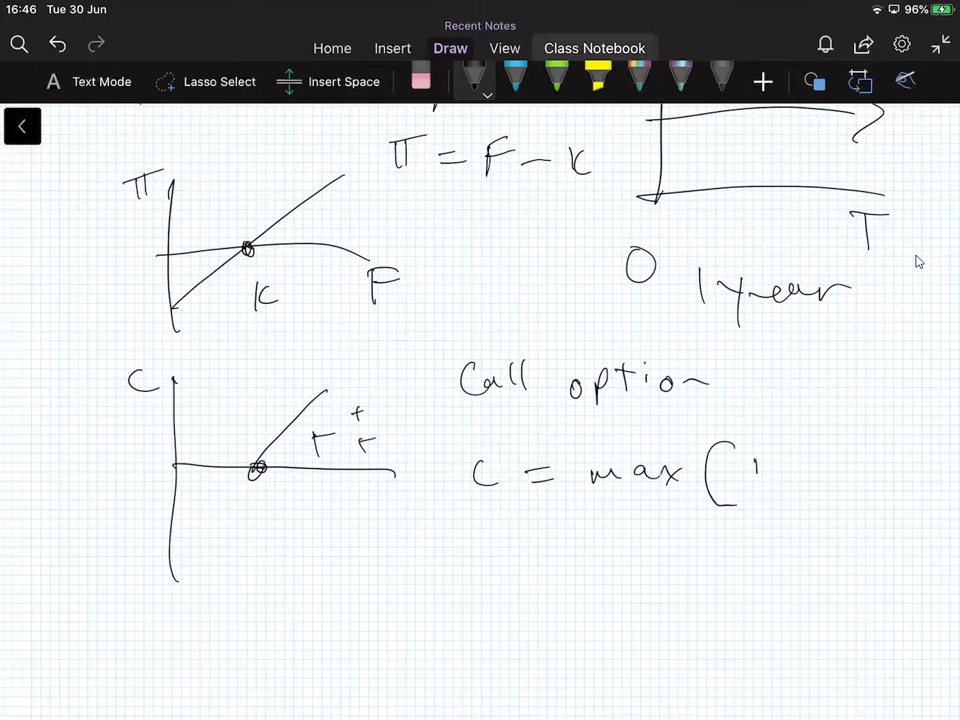 16:46 Tue 30 Jun
96%
Recent Notes
Home Insert Draw View Class Notebook
Text Mode Lasso Select Insert Space
π = F - K
π
K
F
T
0 1 year
C
Call option
C = max (